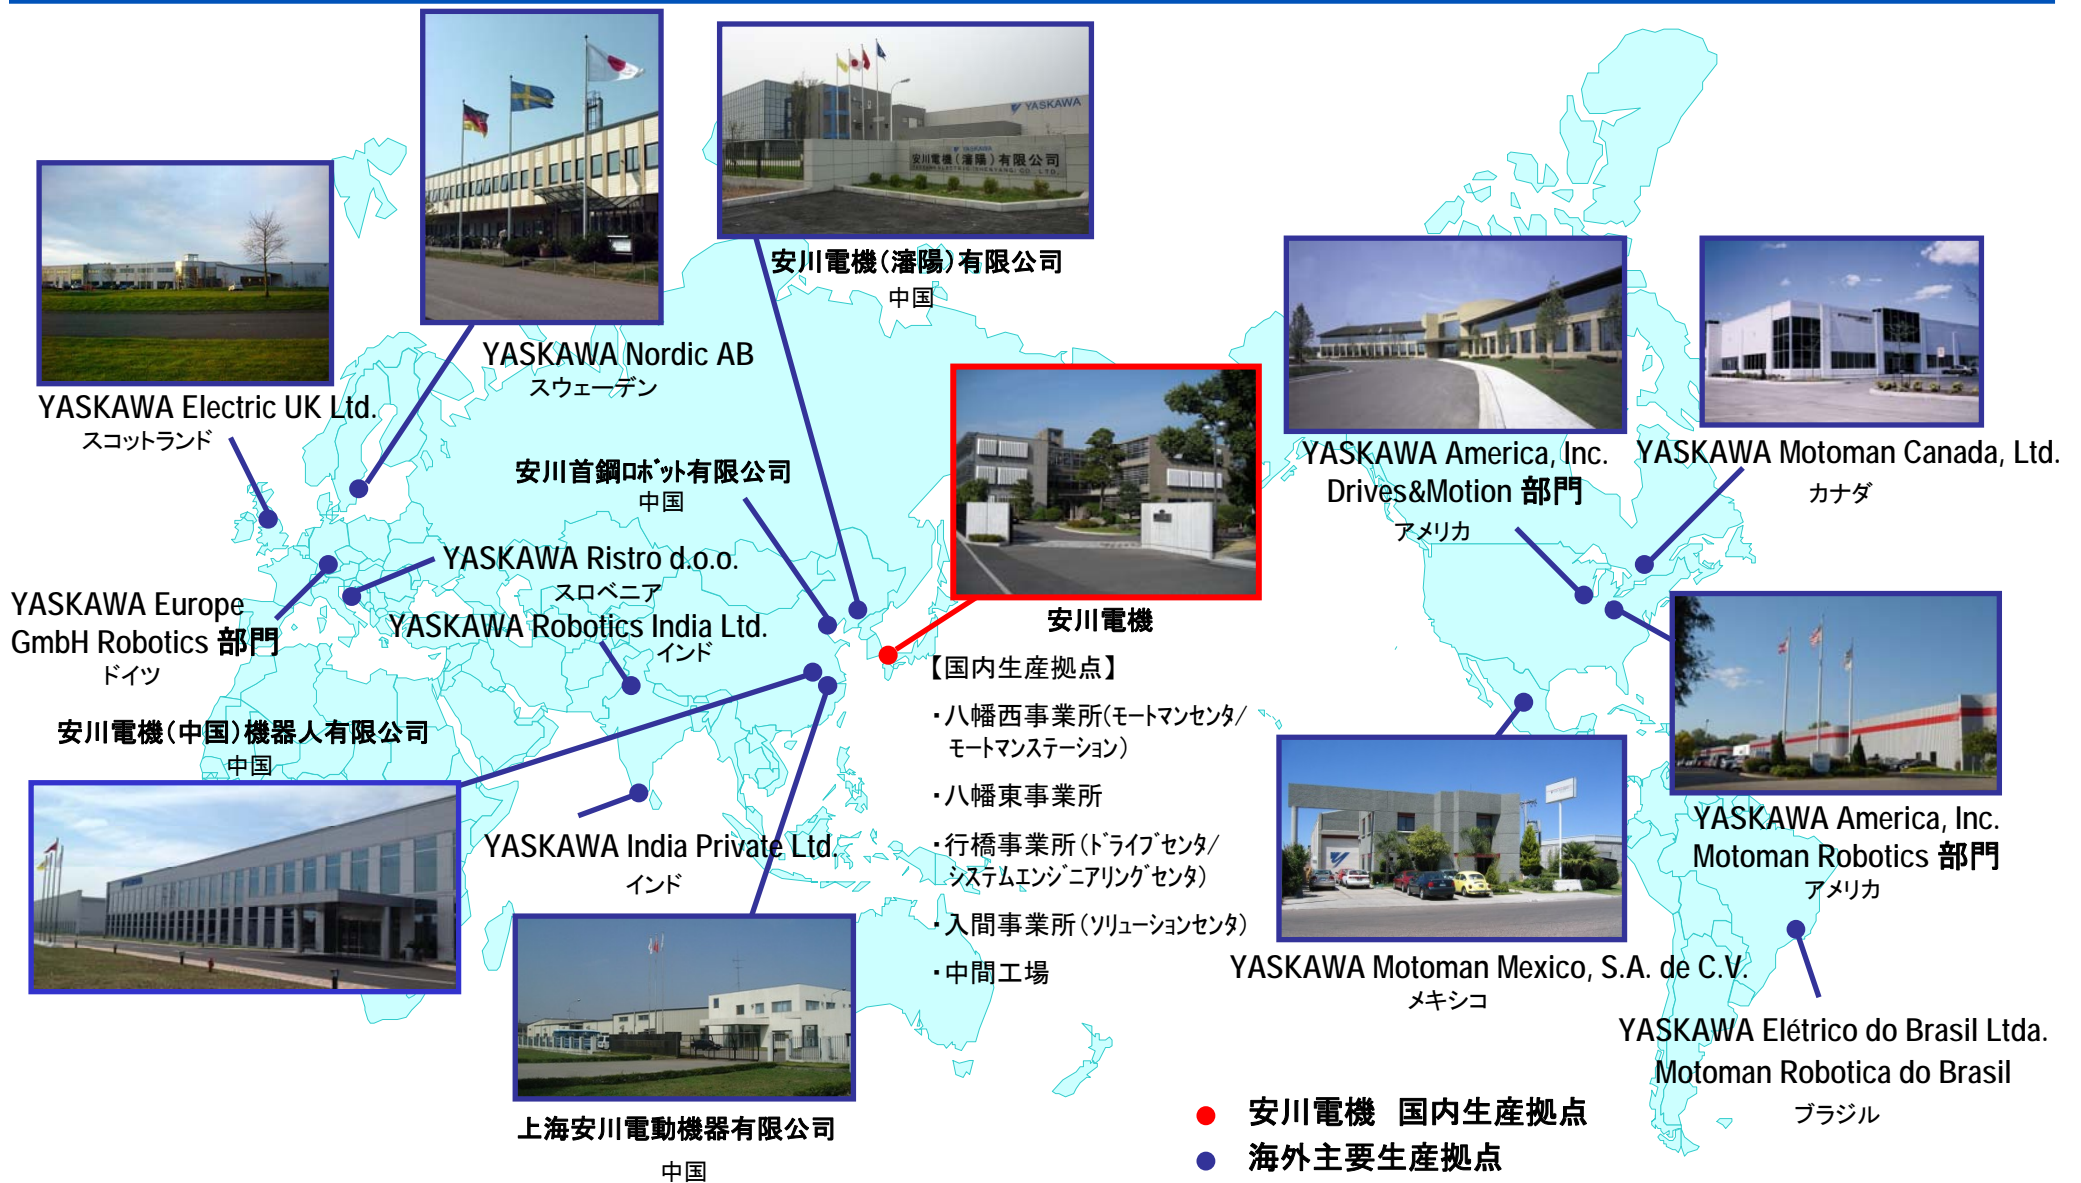 YASKAWA
YASKAWA
安川電機(瀋陽)有限公司
安川電機(瀋陽)有限公司
中国
YASKAWA Nordic AB
スウェーデン
YASKAWA Electric UK Ltd.
スコットランド
安川首鋼ロボット有限公司
中国
YASKAWA America, Inc.
Drives&Motion 部門
アメリカ
YASKAWA Motoman Canada, Ltd.
カナダ
YASKAWA Ristro d.o.o.
スロベニア
YASKAWA Europe
GmbH Robotics 部門
ドイツ
YASKAWA Robotics India Ltd.
インド
安川電機
【国内生産拠点】
・八幡西事業所(モートマンセンタ/
モートマンステーション)
・八幡東事業所
・行橋事業所(ドライブセンタ/
システムエンジニアリングセンタ)
・入間事業所(ソリューションセンタ)
・中間工場
安川電機(中国)機器人有限公司
中国
YASKAWA India Private Ltd.
インド
YASKAWA America, Inc.
Motoman Robotics 部門
アメリカ
YASKAWA Motoman Mexico, S.A. de C.V.
メキシコ
YASKAWA Elétrico do Brasil Ltda.
Motoman Robotica do Brasil
ブラジル
上海安川電動機器有限公司
中国
安川電機 国内生産拠点
海外主要生産拠点